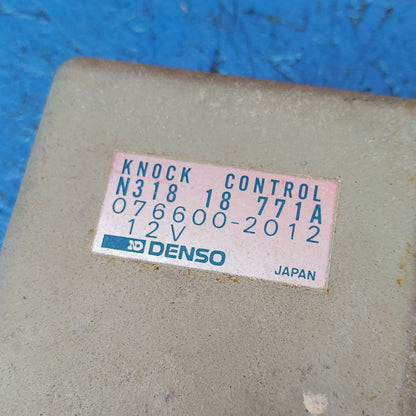 KNOCK CONTROL
N318 18 771A
076600-2012
12V
ND DENSO JAPAN